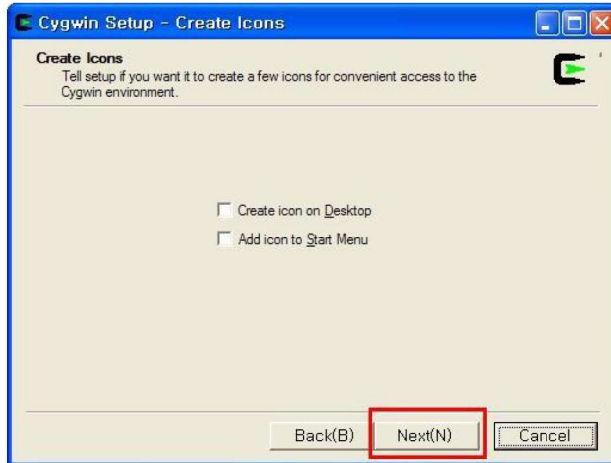 Cygwin Setup - Create Icons
Create Icons
Tell setup if you want it to create a few icons for convenient access to the
Cygwin environment.
Create icon on Desktop
Add icon to Start Menu
Back(B)
Next(N)
Cancel